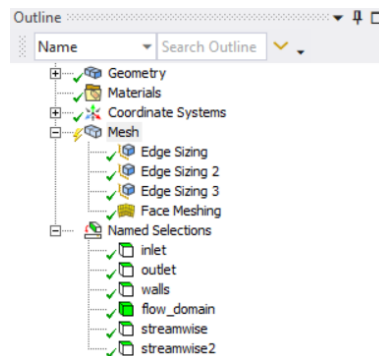 Outline
Name Search Outline
Geometry
Materials
Coordinate Systems
Mesh
Edge Sizing
Edge Sizing 2
Edge Sizing 3
Face Meshing
Named Selections
inlet
outlet
walls
flow_domain
streamwise
streamwise2